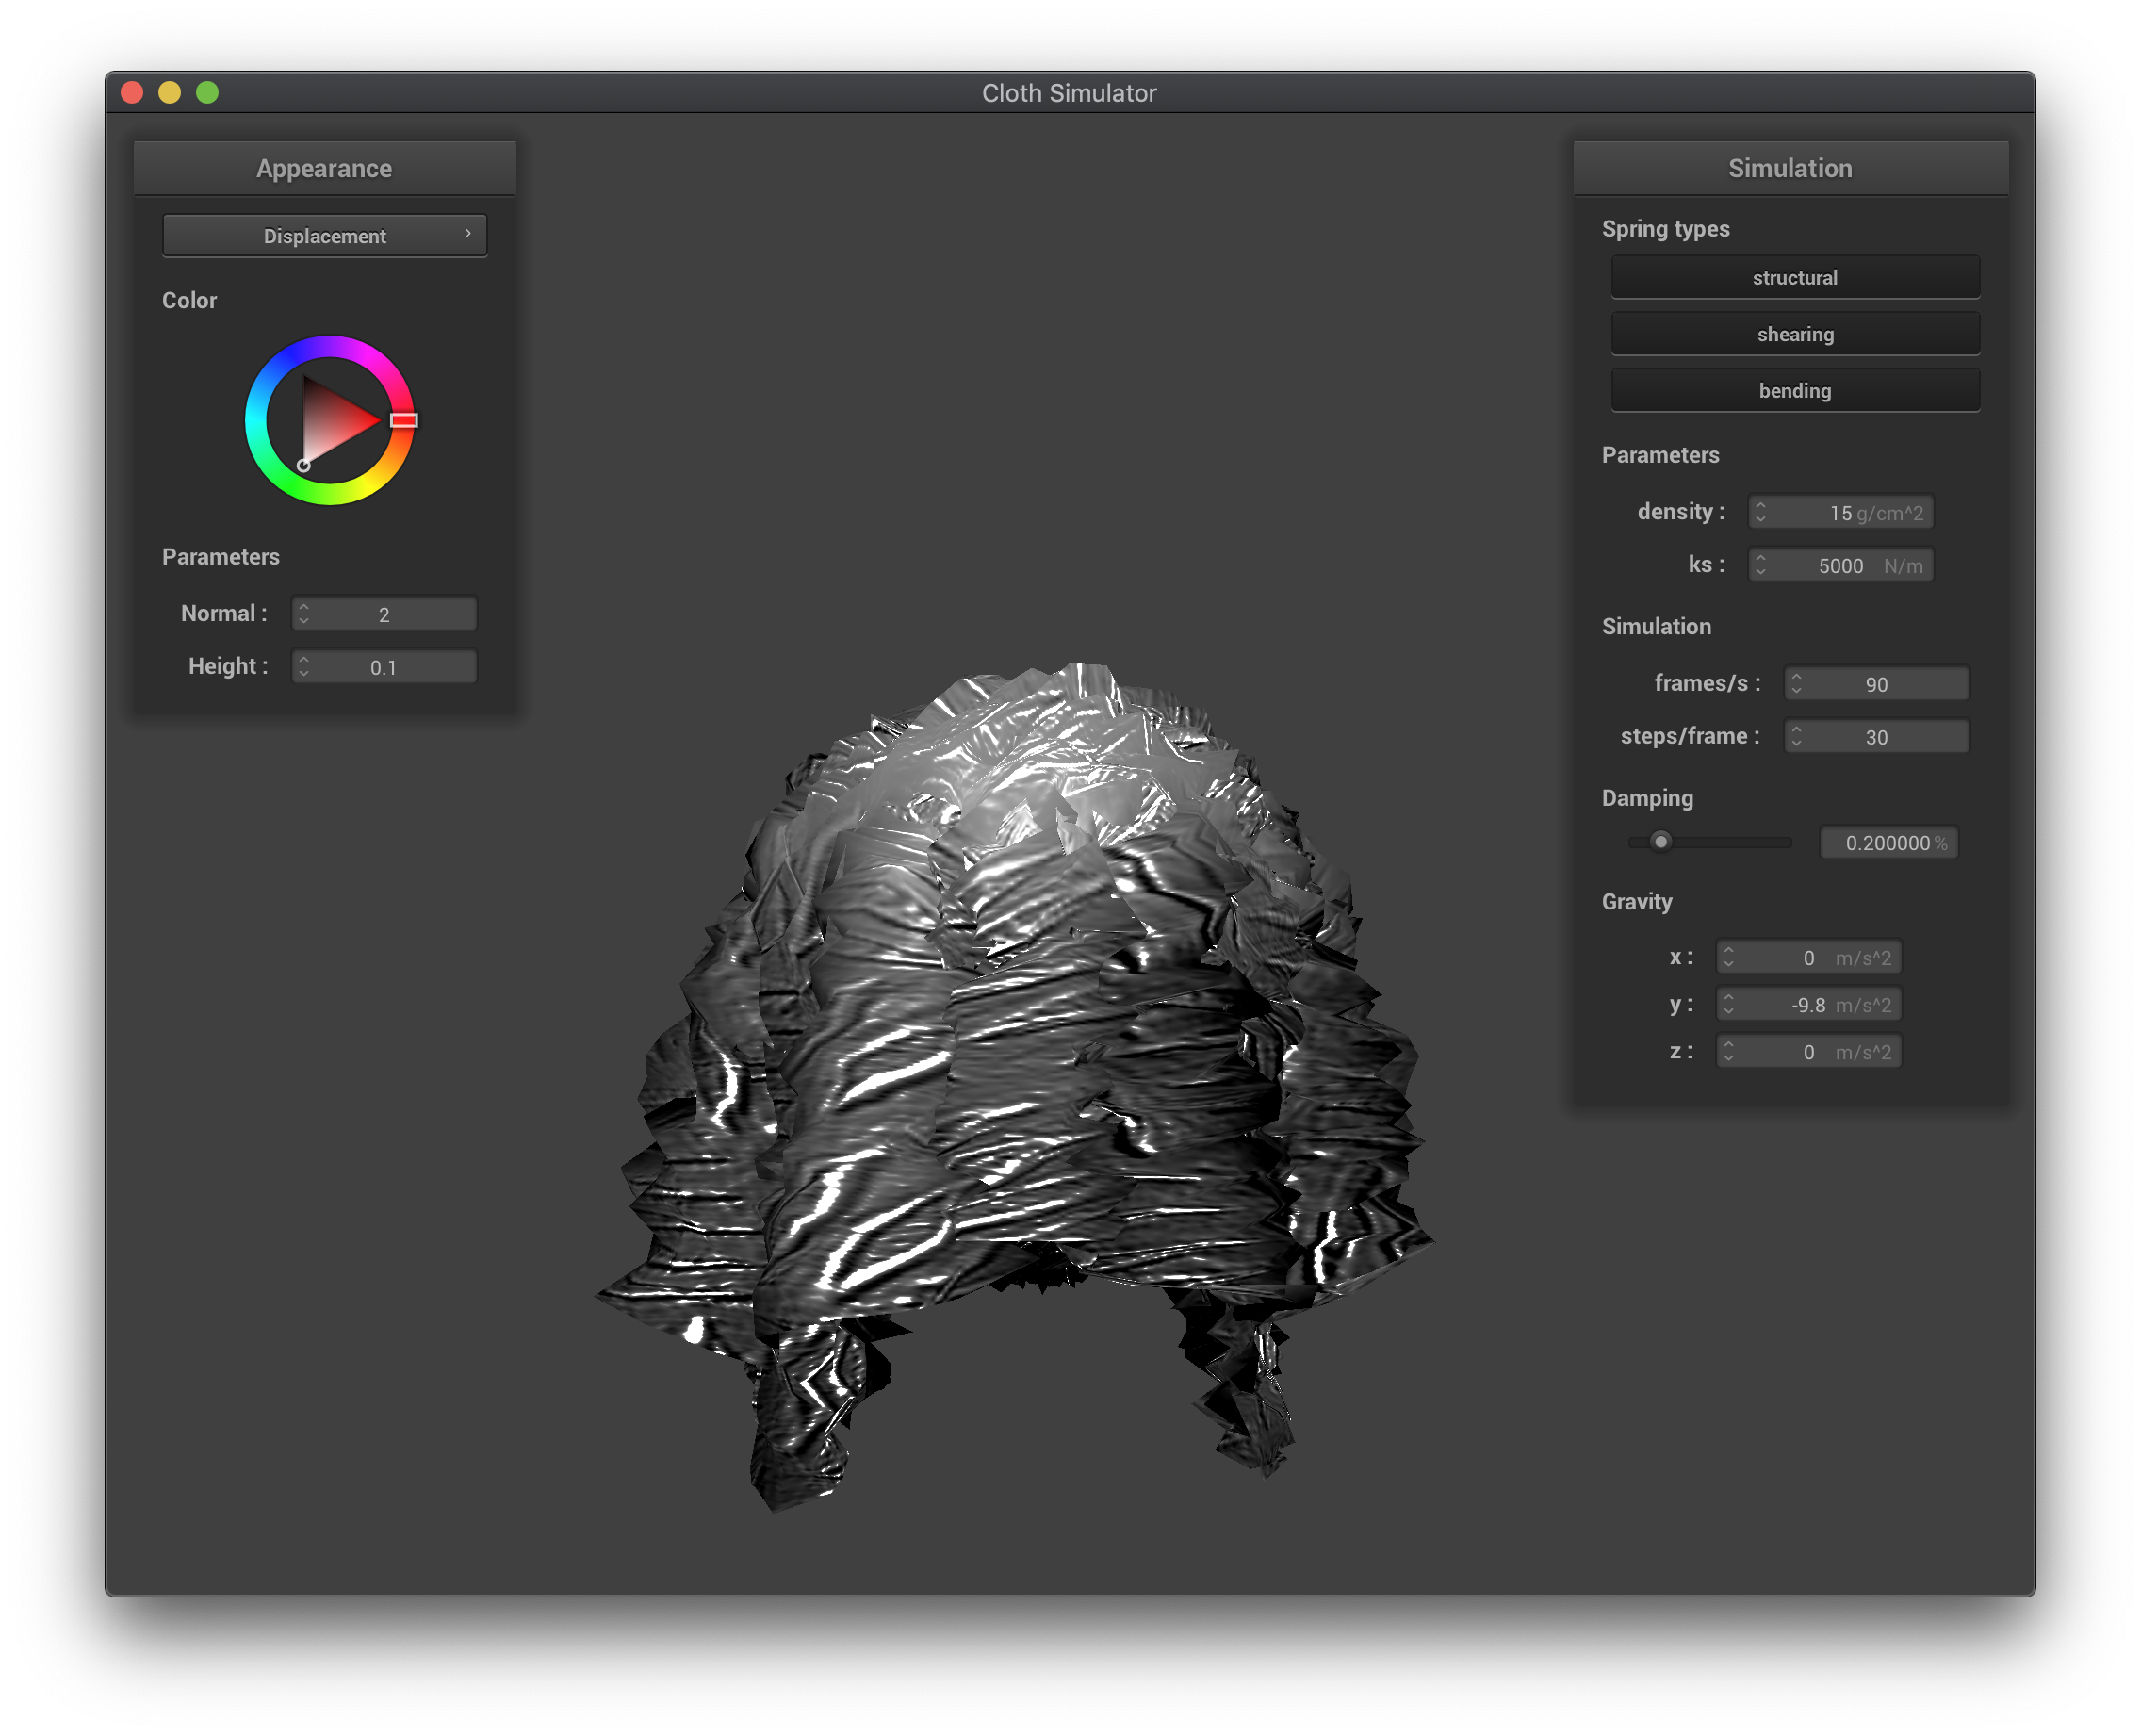 Cloth Simulator
Appearance
Displacement
Color
Parameters
Normal : 2
Height : 0.1
Simulation
Spring types
structural
shearing
bending
Parameters
density : 15 g/cm^2
ks : 5000 N/m
Simulation
frames/s : 90
steps/frame : 30
Damping
0.200000 %
Gravity
x : 0 m/s^2
y : -9.8 m/s^2
z : 0 m/s^2